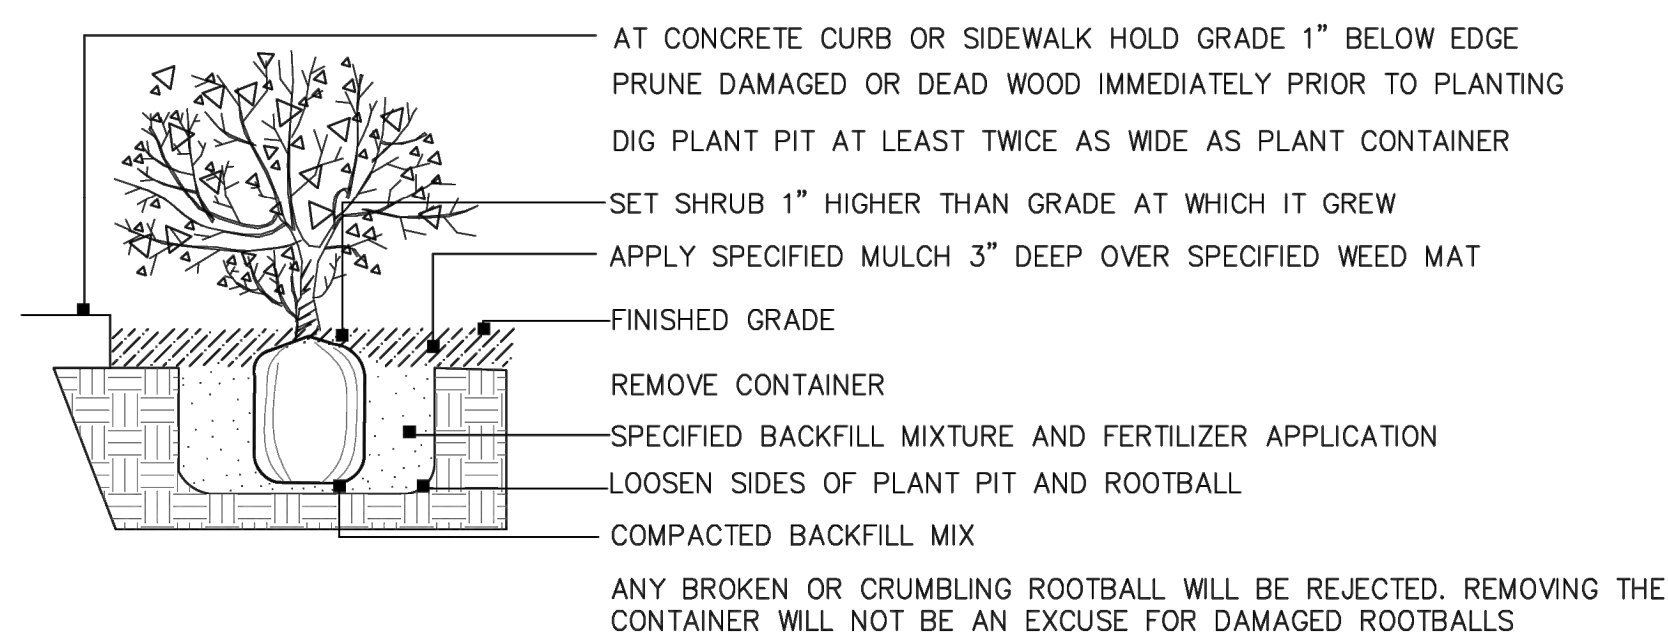 AT CONCRETE CURB OR SIDEWALK HOLD GRADE 1” BELOW EDGE
PRUNE DAMAGED OR DEAD WOOD IMMEDIATELY PRIOR TO PLANTING
DIG PLANT PIT AT LEAST TWICE AS WIDE AS PLANT CONTAINER
SET SHRUB 1” HIGHER THAN GRADE AT WHICH IT GREW
APPLY SPECIFIED MULCH 3” DEEP OVER SPECIFIED WEED MAT
FINISHED GRADE
REMOVE CONTAINER
SPECIFIED BACKFILL MIXTURE AND FERTILIZER APPLICATION
LOOSEN SIDES OF PLANT PIT AND ROOTBALL
COMPACTED BACKFILL MIX
ANY BROKEN OR CRUMBLING ROOTBALL WILL BE REJECTED. REMOVING THE
CONTAINER WILL NOT BE AN EXCUSE FOR DAMAGED ROOTBALLS